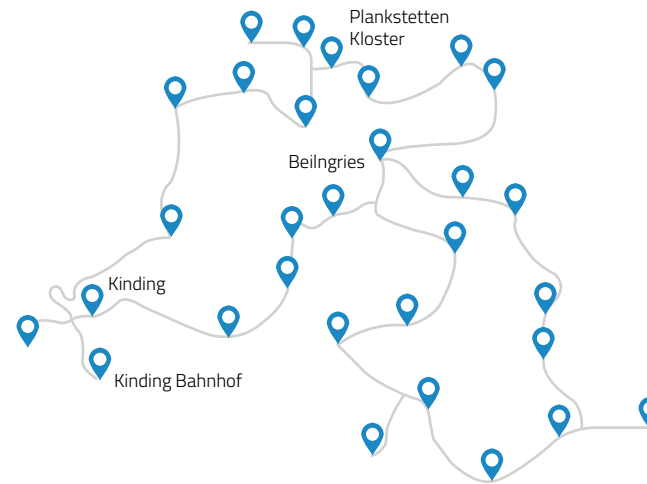 Plankstetten
Kloster
Beilngries
Kinding
Kinding Bahnhof